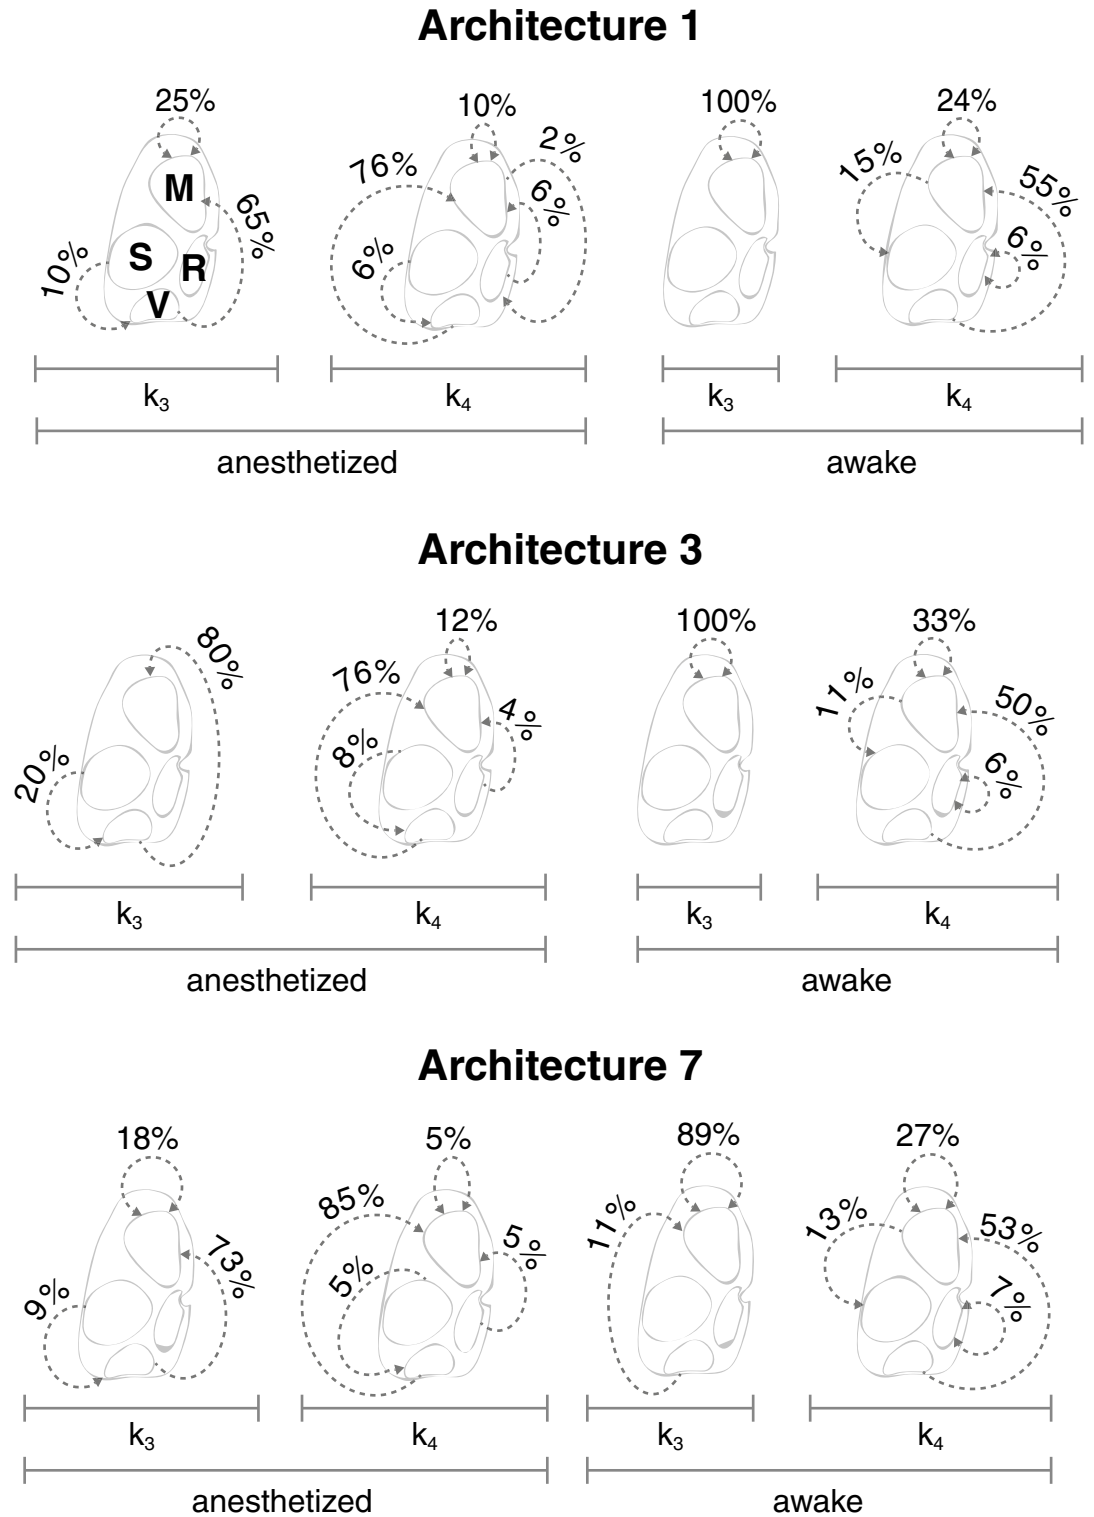 Architecture 1
25% 10% 2% 100% 24%
76% 6% 15% 55%
M 65%
10% S R 6% 6%
V
k3 k4 k3 k4
anesthetized awake
Architecture 3
80% 12% 100% 33%
76% 4% 11% 50%
20% 8% 6%
k3 k4 k3 k4
anesthetized awake
Architecture 7
18% 5% 89% 27%
85% 11% 13% 53%
9% 73% 5% 5% 7%
k3 k4 k3 k4
anesthetized awake